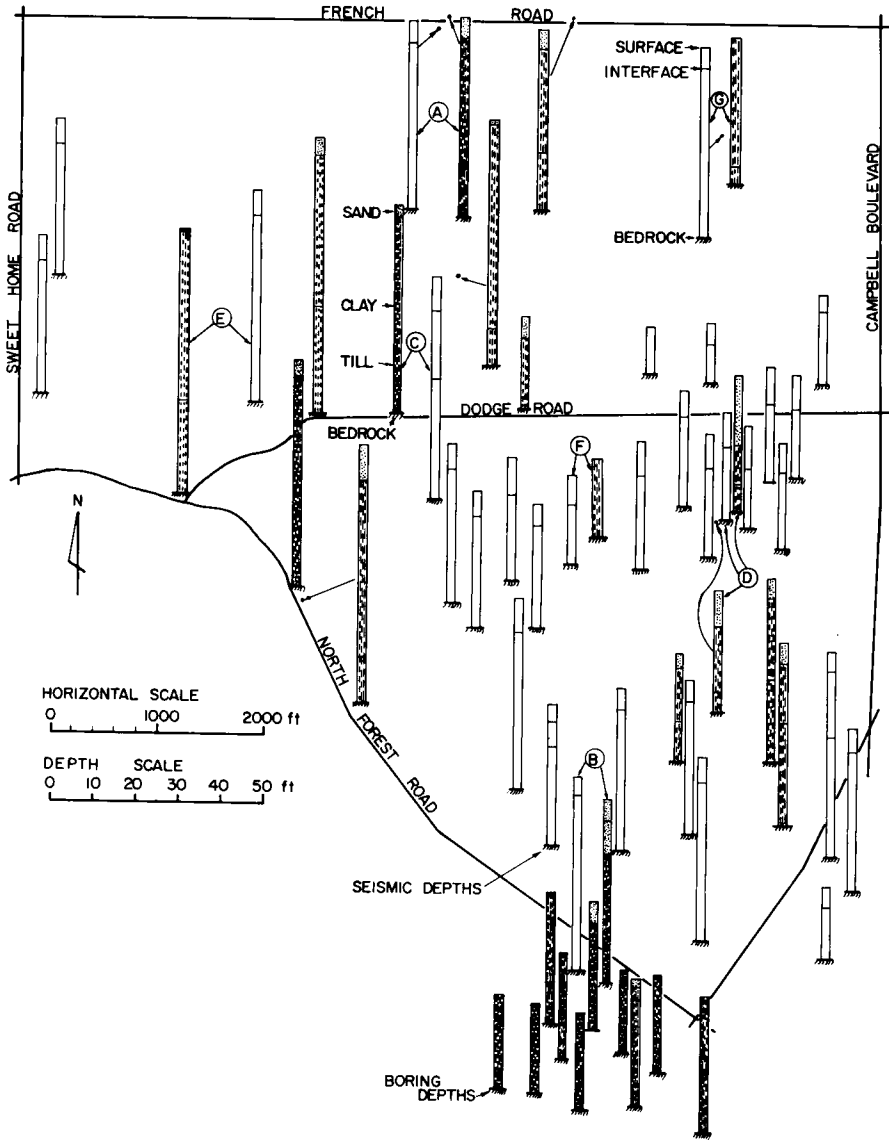 FRENCH ROAD
SURFACE
INTERFACE
G
A
SAND
BEDROCK
CAMPBELL BOULEVARD
SWEET HOME ROAD
E
CLAY
C
TILL
DODGE ROAD
BEDROCK
F
N
D
NORTH FOREST ROAD
HORIZONTAL SCALE
0 1000 2000 ft
DEPTH SCALE
0 10 20 30 40 50 ft
B
SEISMIC DEPTHS
BORING
DEPTHS